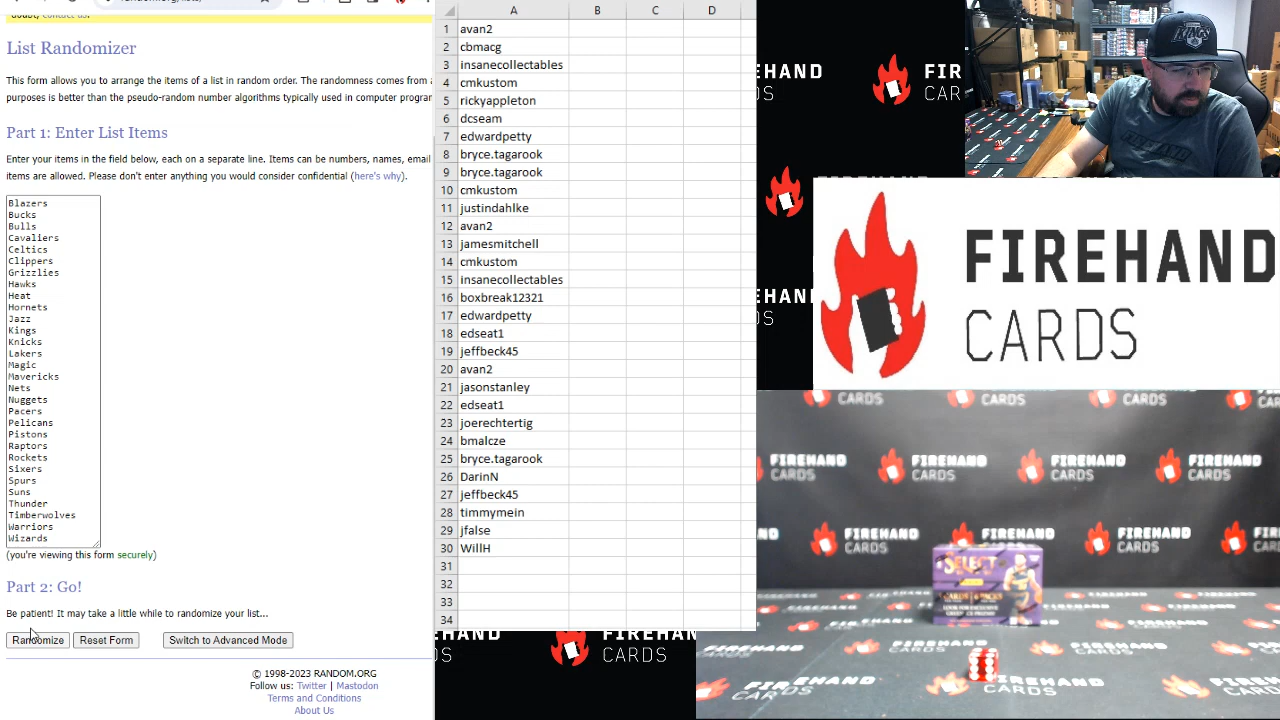 List Randomizer
This form allows you to arrange the items of a list in random order. The randomness comes from
purposes is better than the pseudo-random number algorithms typically used in computer
Part 1: Enter List Items
Enter your items in the field below, each on a separate line. Items can be numbers, names, email
items are allowed. Please don't enter anything you would consider confidential (here's why).
Blazers
Bucks
Bulls
Cavaliers
Celtics
Clippers
Grizzlies
Hawks
Heat
Hornets
Jazz
Kings
Knicks
Lakers
Magic
Mavericks
Nets
Nuggets
Pacers
Pelicans
Pistons
Raptors
Rockets
Sixers
Spurs
Suns
Thunder
Timberwolves
Warriors
Wizards
(you're viewing this form securely)
Part 2: Go!
Be patient! It may take a little while to randomize your list...
Randomize Reset Form Switch to Advanced Mode
© 1998-2023 RANDOM.ORG
Follow us: Twitter | Mastodon
Terms and Conditions
About Us
A B C D
1 avan2
2 cbmacg
3 insanecollectables
4 cmkustom
5 rickyappleton
6 dcseam
7 edwardpetty
8 bryce.tagarook
9 bryce.tagarook
10 cmkustom
11 justindahlke
12 avan2
13 jamesmitchell
14 cmkustom
15 insanecollectables
16 boxbreak12321
17 edwardpetty
18 edseat1
19 jeffbeck45
20 avan2
21 jasonstanley
22 edseat1
23 joerechtertig
24 bmalcze
25 bryce.tagarook
26 DarinN
27 jeffbeck45
28 timmymein
29 jfalse
30 WillH
31
32
33
34
FIREHAND
CARDS
KINGS
SELECT
FIREHAND
CARDS